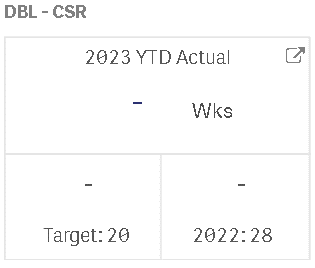 DBL - CSR
2023 YTD Actual
- Wks
- -
Target: 20 2022: 28